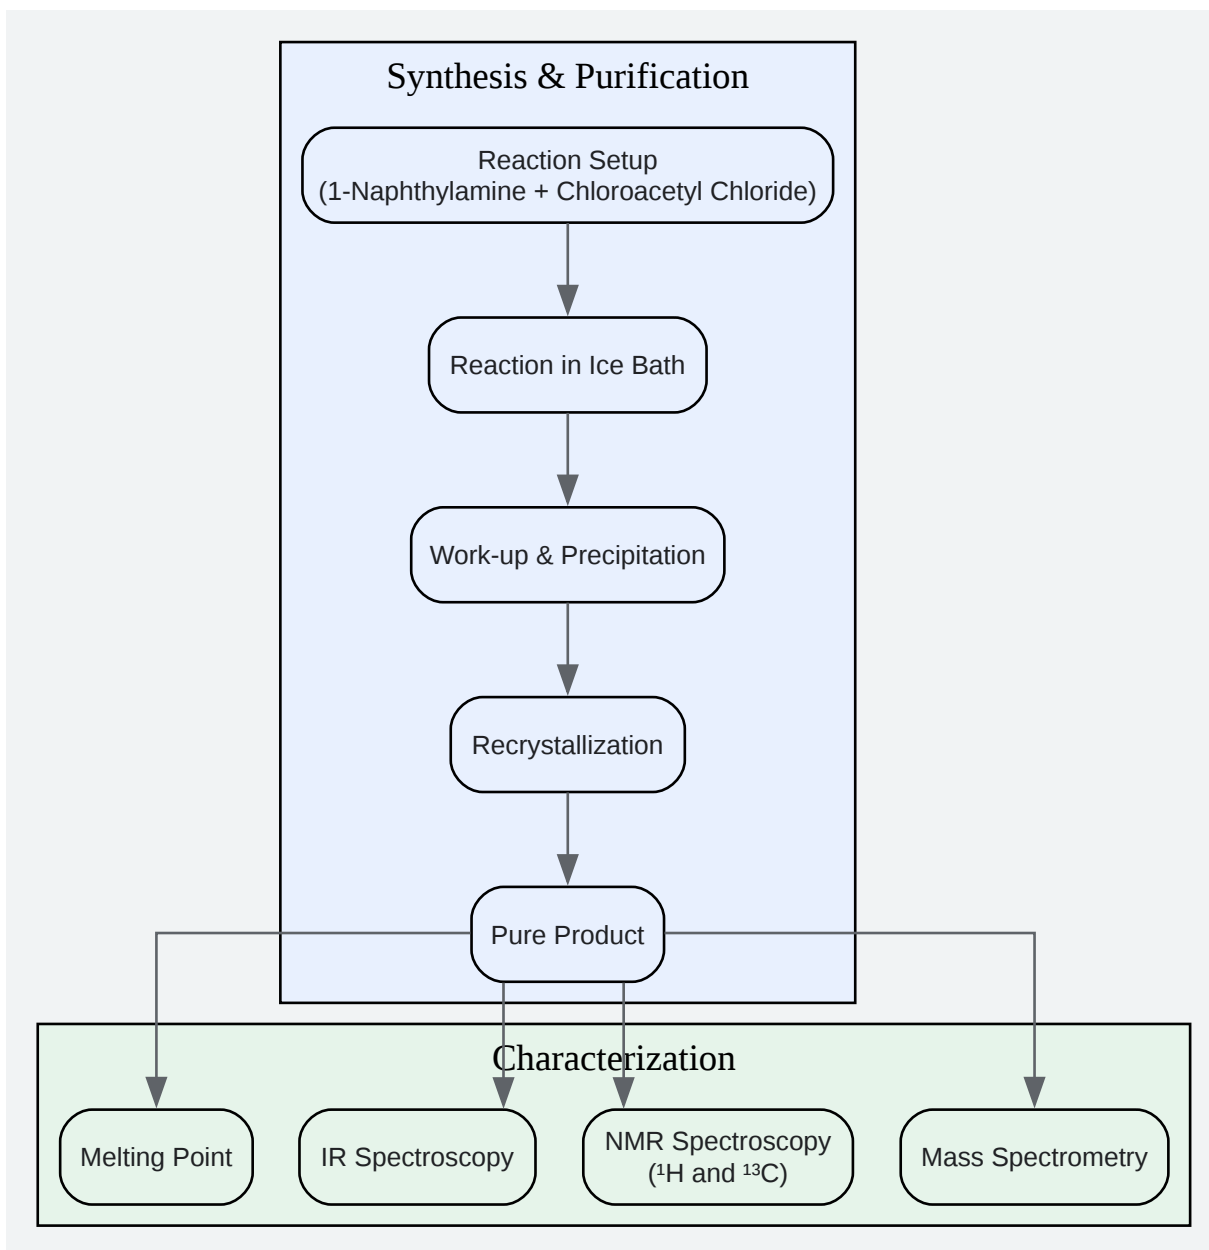 Synthesis & Purification
Reaction Setup
(1-Naphthylamine + Chloroacetyl Chloride)
Reaction in Ice Bath
Work-up & Precipitation
Recrystallization
Pure Product
Characterization
Melting Point
IR Spectroscopy
NMR Spectroscopy
(¹H and ¹³C)
Mass Spectrometry